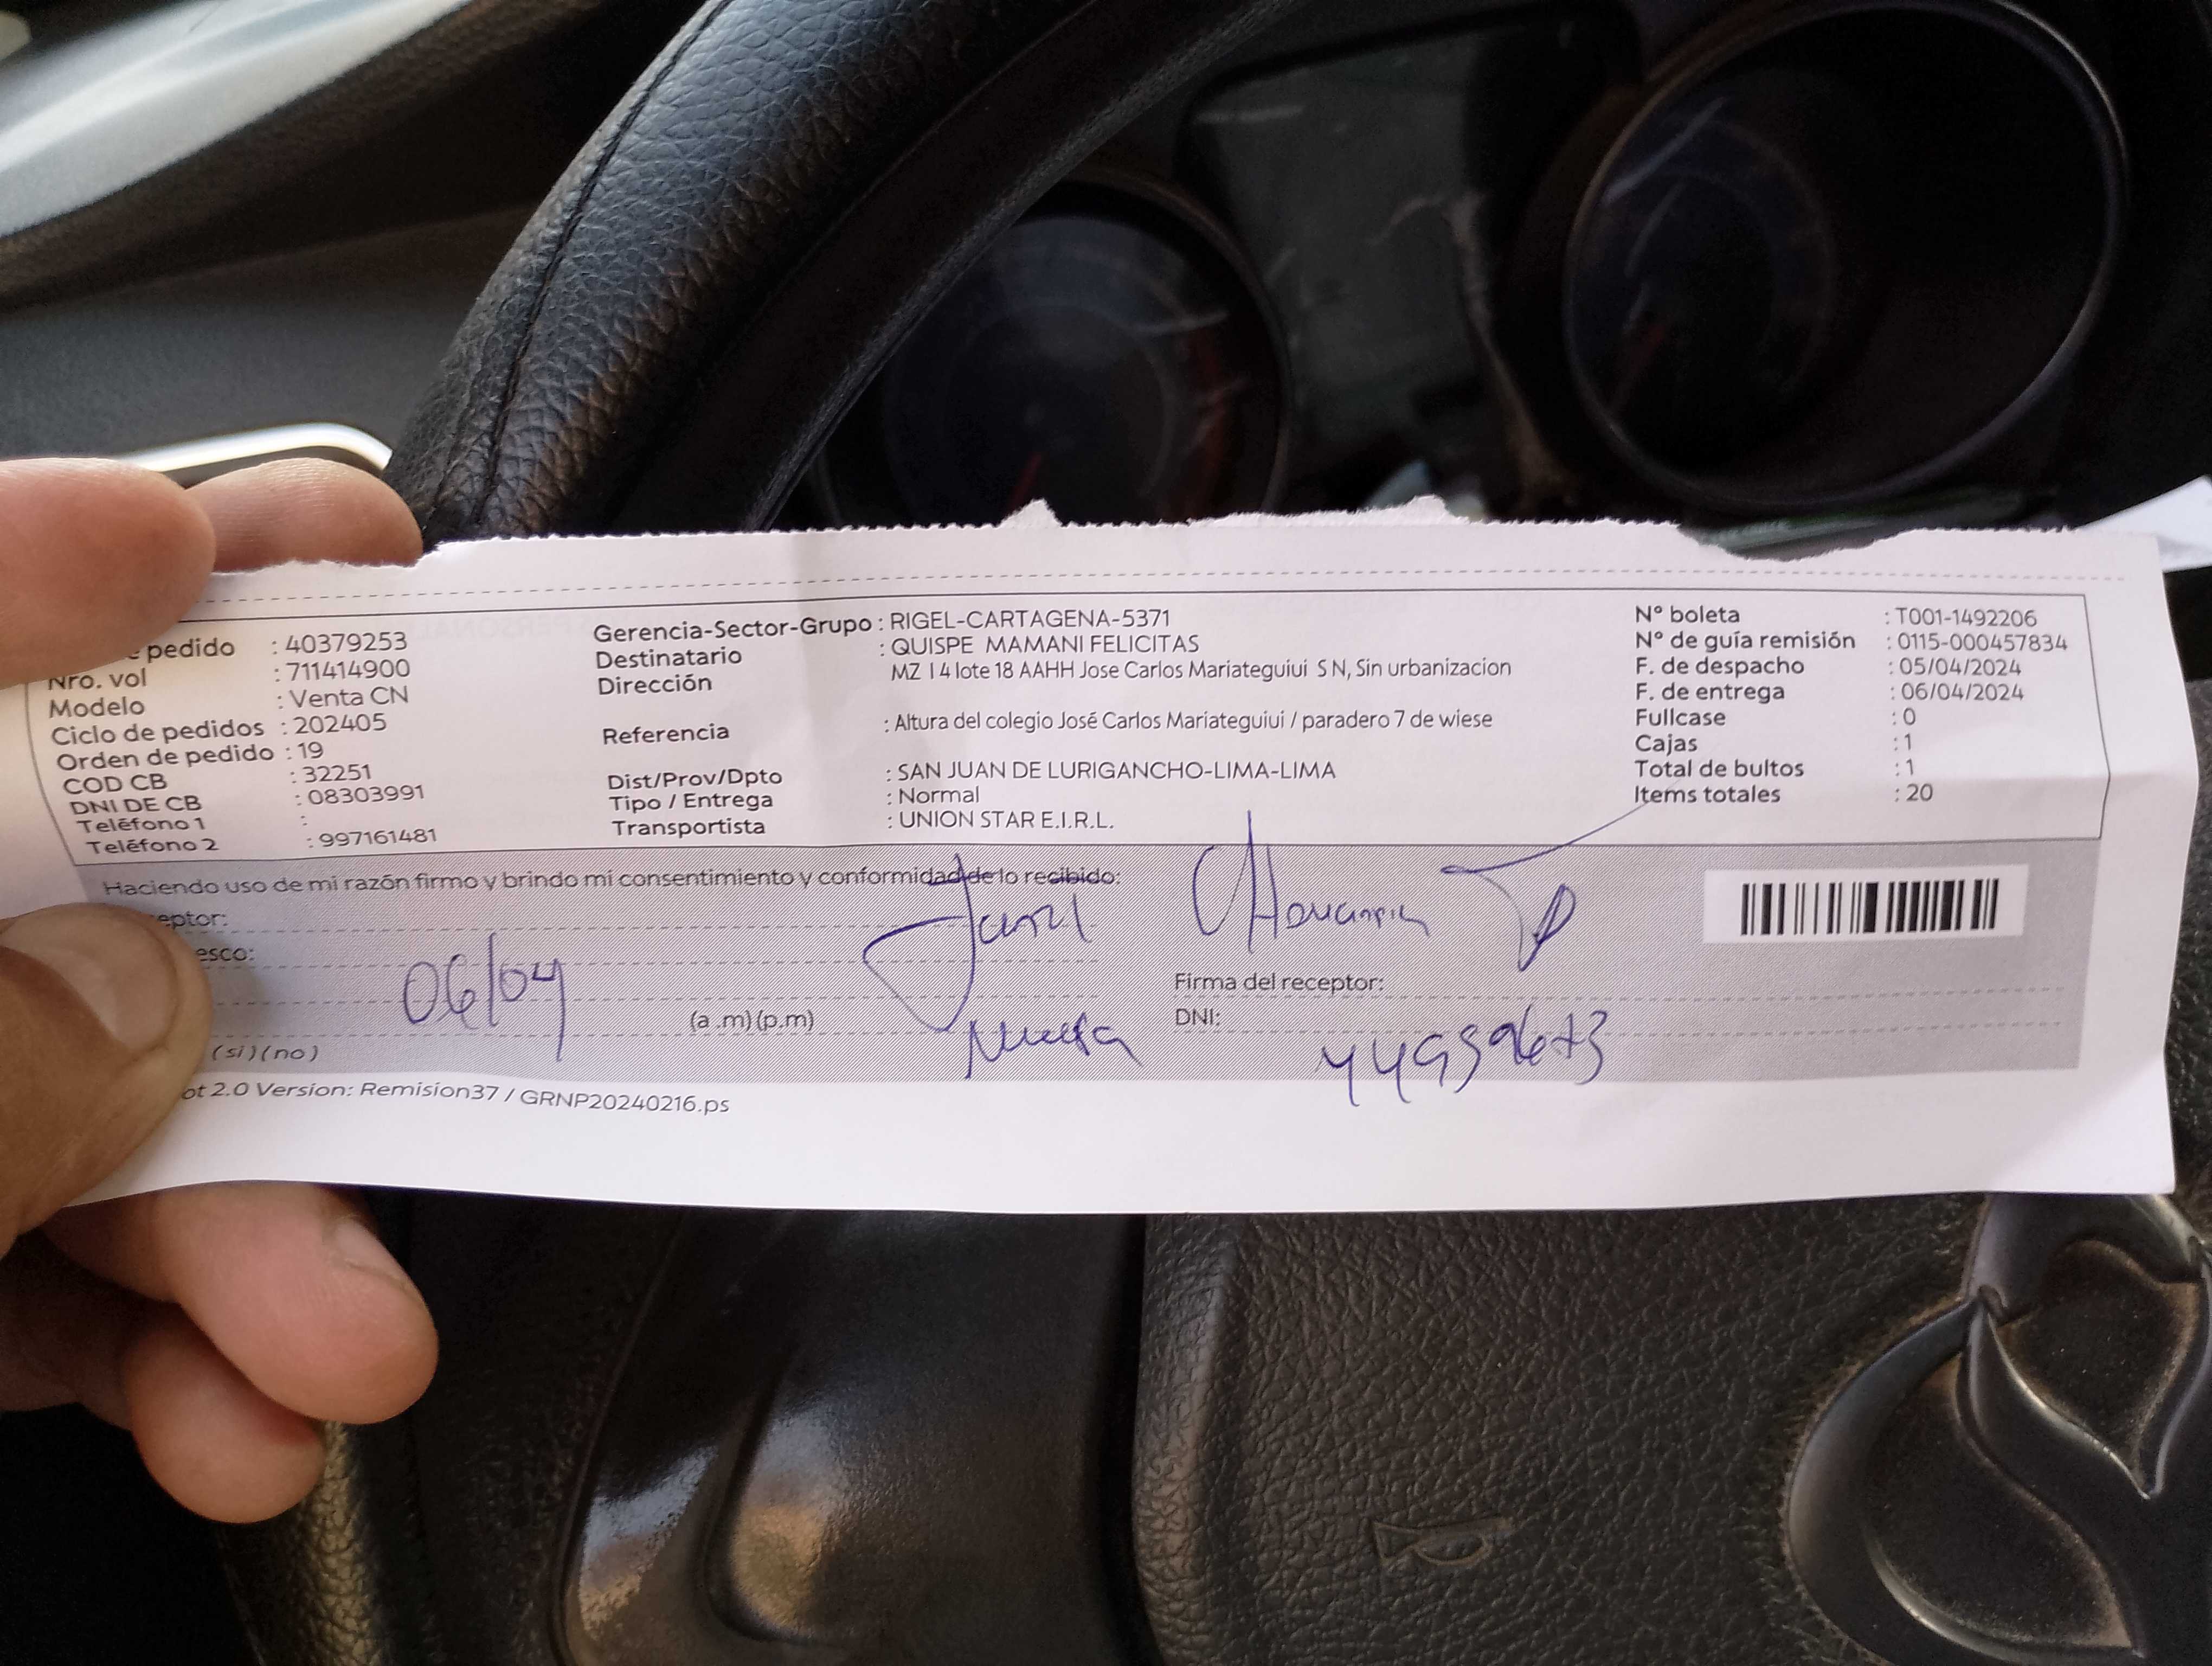 pedido : 40379253
Nro. vol : 711414900
Modelo : Venta CN
Ciclo de pedidos : 202405
Orden de pedido : 19
COD CB : 32251
DNI DE CB : 08303991
Teléfono 1 :
Teléfono 2 : 997161481
Gerencia-Sector-Grupo : RIGEL-CARTAGENA-5371
Destinatario : QUISPE MAMANI FELICITAS
Dirección MZ I 4 lote 18 AAHH Jose Carlos Mariateguiui S N, Sin urbanizacion
Referencia : Altura del colegio José Carlos Mariateguiui / paradero 7 de wiese
Dist/Prov/Dpto : SAN JUAN DE LURIGANCHO-LIMA-LIMA
Tipo / Entrega : Normal
Transportista : UNION STAR E.I.R.L.
N° boleta : T001-1492206
N° de guía remisión : 0115-000457834
F. de despacho : 05/04/2024
F. de entrega : 06/04/2024
Fullcase : 0
Cajas : 1
Total de bultos : 1
Items totales : 20
Haciendo uso de mi razón firmo y brindo mi consentimiento y conformidad de lo recibido:
eptor:
esco:
06/04
(a .m) (p.m)
(si) (no)
Firma del receptor:
DNI:
ot 2.0 Version: Remision37 / GRNP20240216.ps